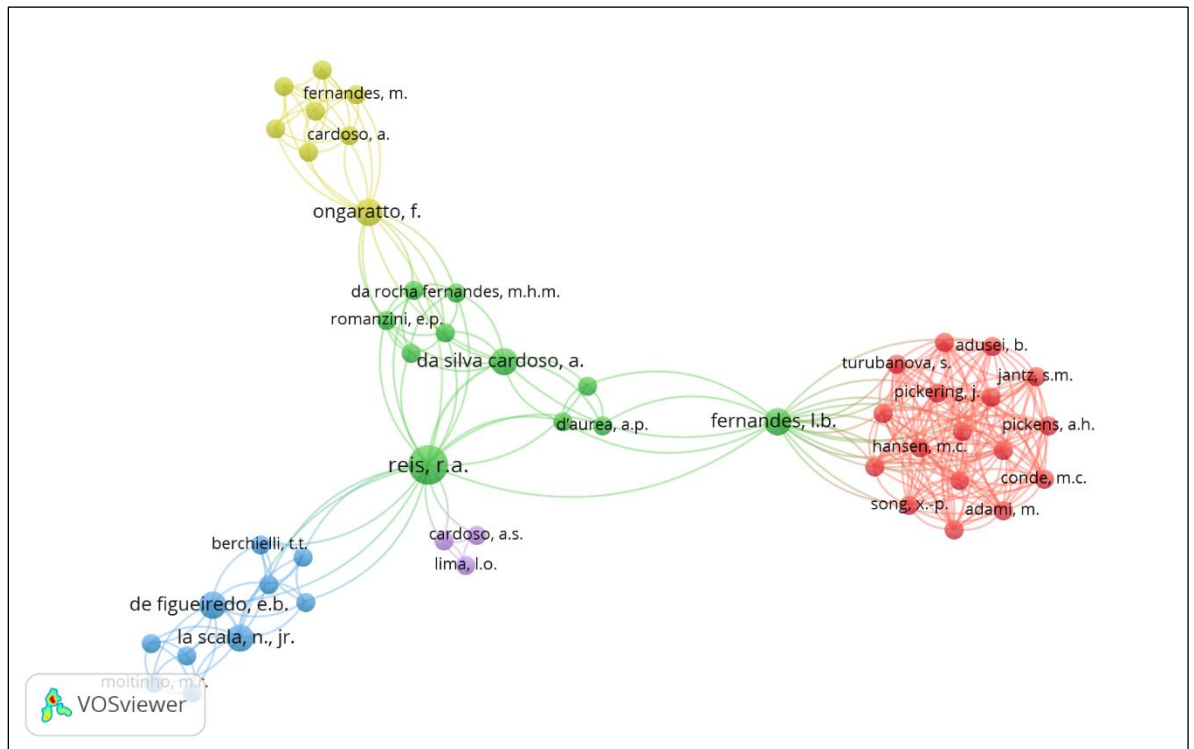 fernandes, m.
cardoso, a.
ongaratto, f.
da rocha fernandes, m.h.m.
romanzini, e.p.
da silva cardoso, a.
d'aurea, a.p.
fernandes, l.b.
reis, r.a.
adusei, b.
turubanova, s.
jantz, s.m.
pickering, j.
pickens, a.h.
hansen, m.c.
conde, m.c.
song, x.-p.
adami, m.
cardoso, a.s.
lima, l.o.
berchielli, t.t.
de figueiredo, e.b.
la scala, n., jr.
moitinho, m.r.
VOSviewer